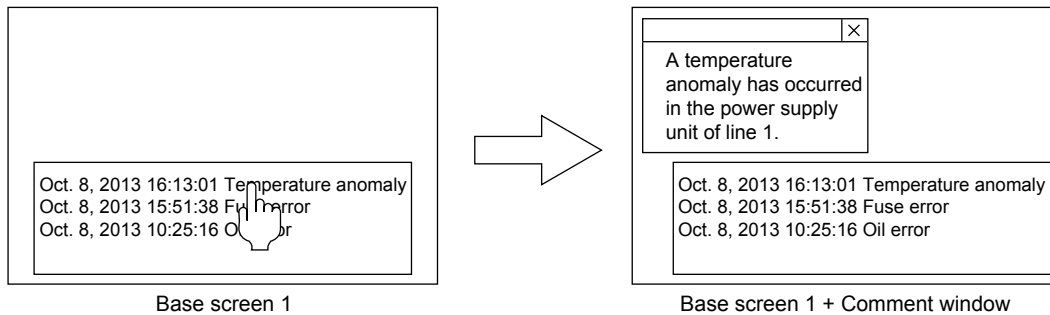 Oct. 8, 2013 16:13:01 Temperature anomaly
Oct. 8, 2013 15:51:38 error
Oct. 8, 2013 10:25:16
Base screen 1
A temperature
anomaly has occurred
in the power supply
unit of line 1.
Oct. 8, 2013 16:13:01 Temperature anomaly
Oct. 8, 2013 15:51:38 Fuse error
Oct. 8, 2013 10:25:16 Oil error
Base screen 1 + Comment window